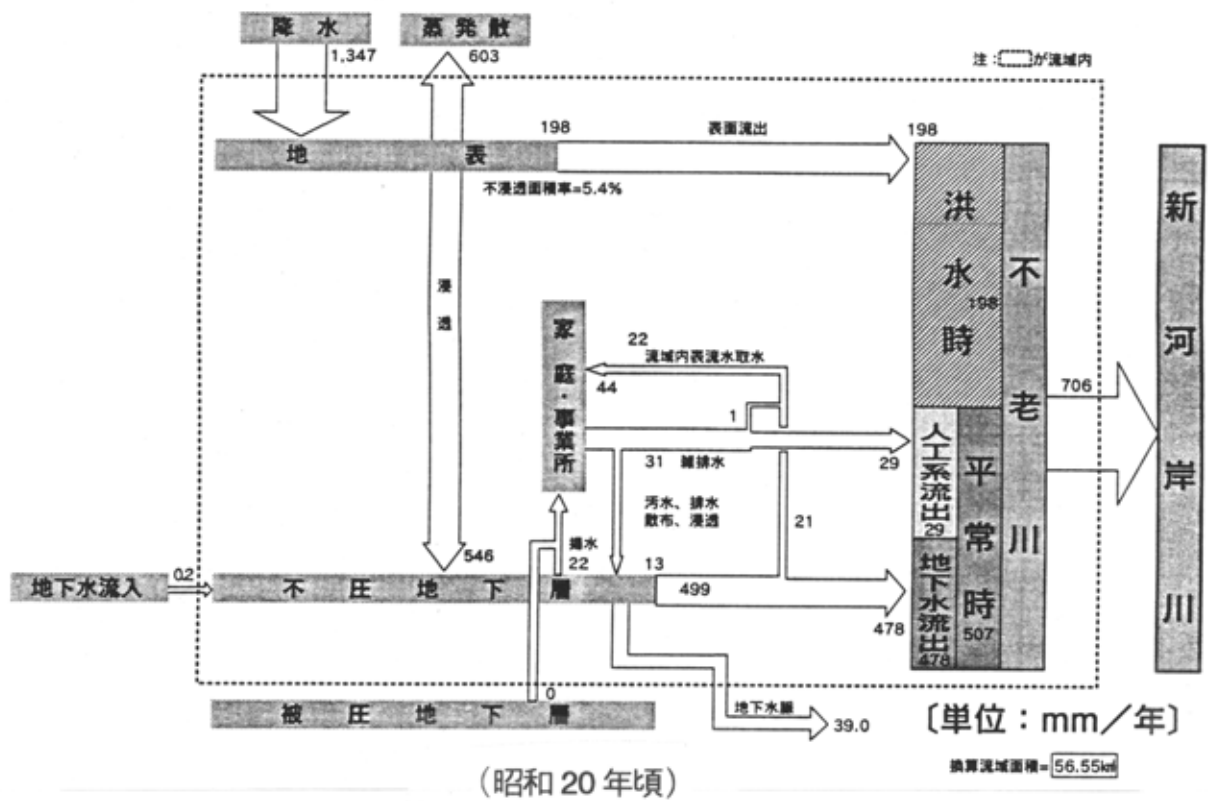 降水
1,347
蒸発散
603
注：
が流域内
198
表面流出
198
地表
不浸透面積率=5.4%
浸透
洪水時
198
不老川
新河岸川
家庭・事業所
22
流域内表流水取水
44
1
706
31 雑排水
29
汚水、排水
散布、浸透
人工系流出
29
平常時
507
21
揚水
22
546
13
地下水流入
0.2
不圧地下層
499
478
地下水流出
478
0
被圧地下層
39.0
〔単位：mm／年〕
換算流域面積=56.55km²
(昭和20年頃)